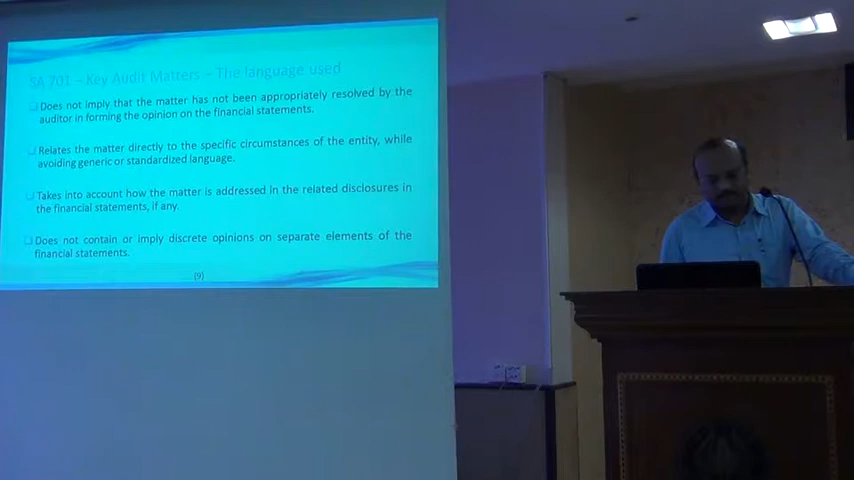 SA 701 – Key Audit Matters – The language used
Does not imply that the matter has not been appropriately resolved by the
auditor in forming the opinion on the financial statements.
Relates the matter directly to the specific circumstances of the entity, while
avoiding generic or standardized language.
Takes into account how the matter is addressed in the related disclosures in
the financial statements, if any.
Does not contain or imply discrete opinions on separate elements of the
financial statements.
(9)